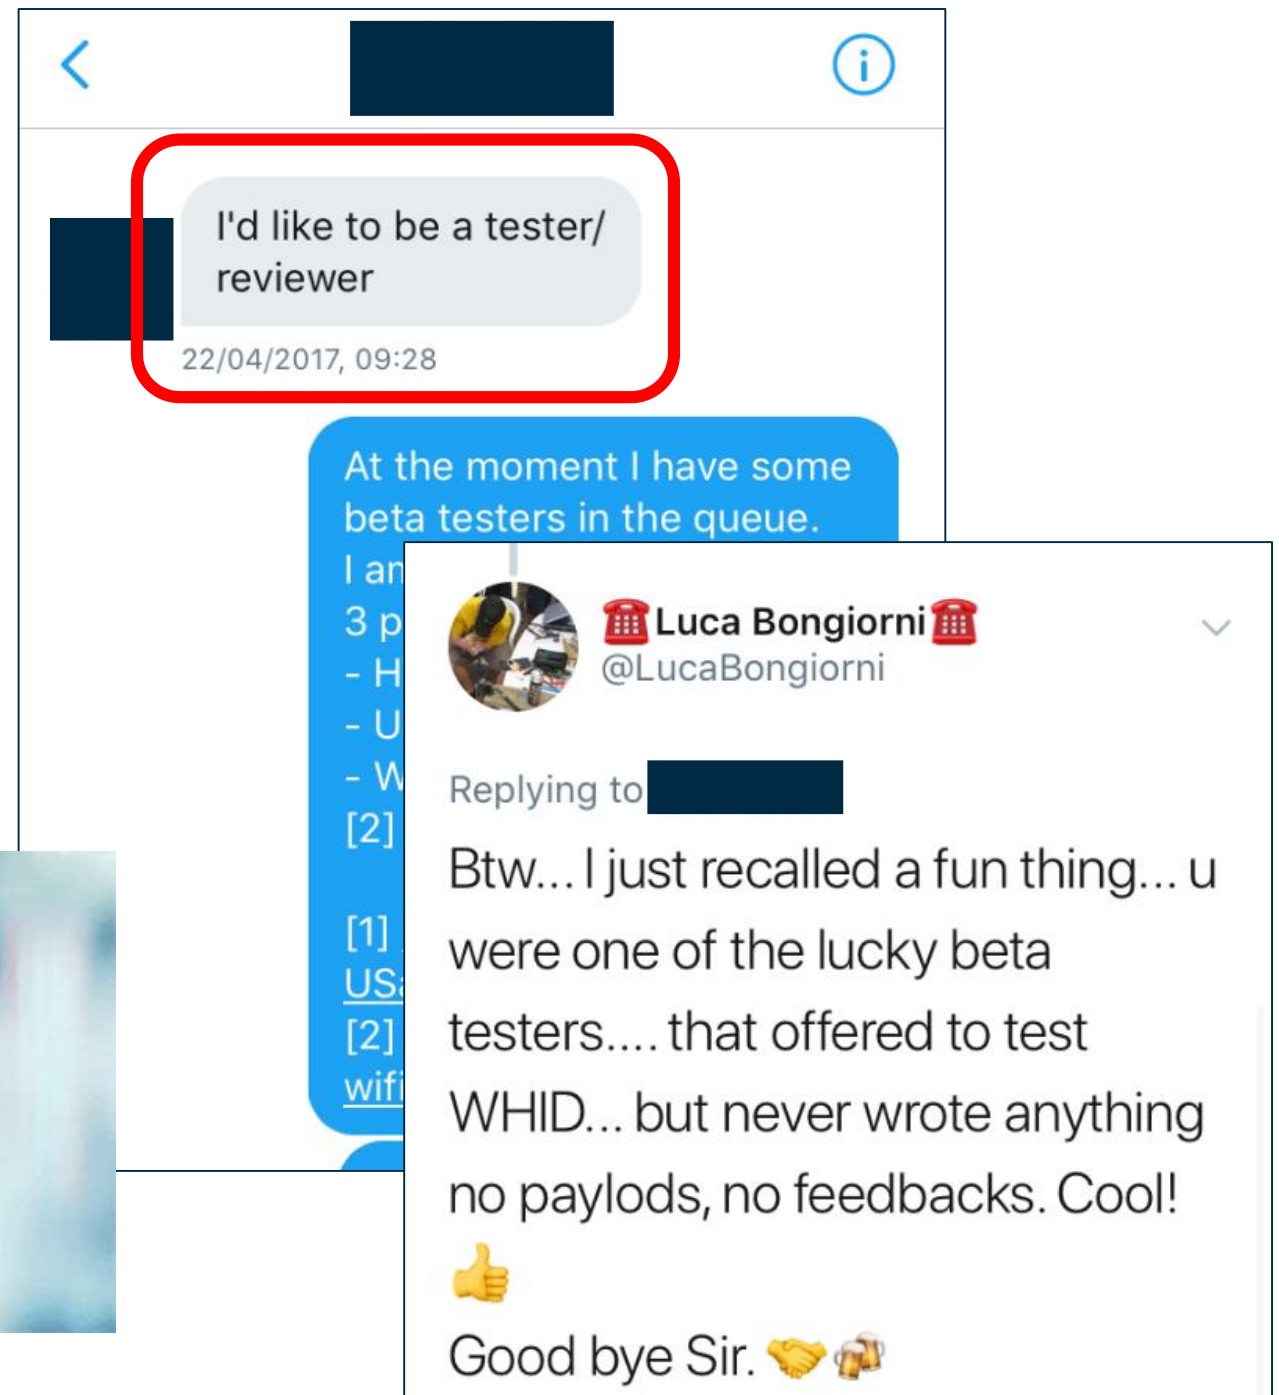 I'd like to be a tester/
reviewer
22/04/2017, 09:28
At the moment I have some
beta testers in the queue.
I
3
-
-
-
[2]
[1]
[2]
☎️Luca Bongiorni☎️
@LucaBongiorni
Replying to
Btw... I just recalled a fun thing... u
were one of the lucky beta
testers.... that offered to test
WHID... but never wrote anything
no paylods, no feedbacks. Cool!
👍
Good bye Sir. 🤝🍻